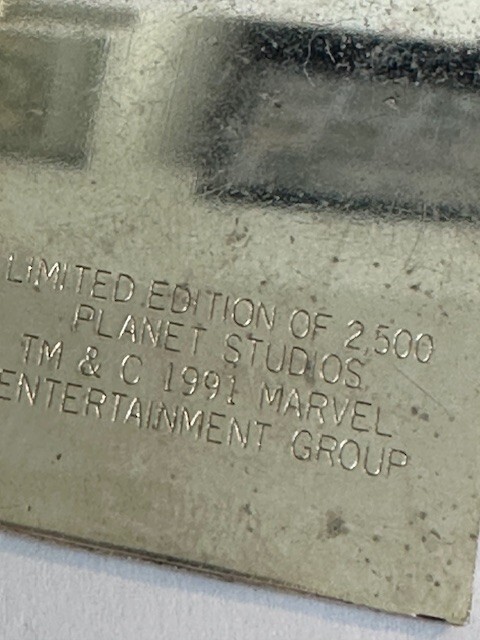 LIMITED EDITION OF 2,500
PLANET STUDIOS
TM & C 1991 MARVEL
ENTERTAINMENT GROUP